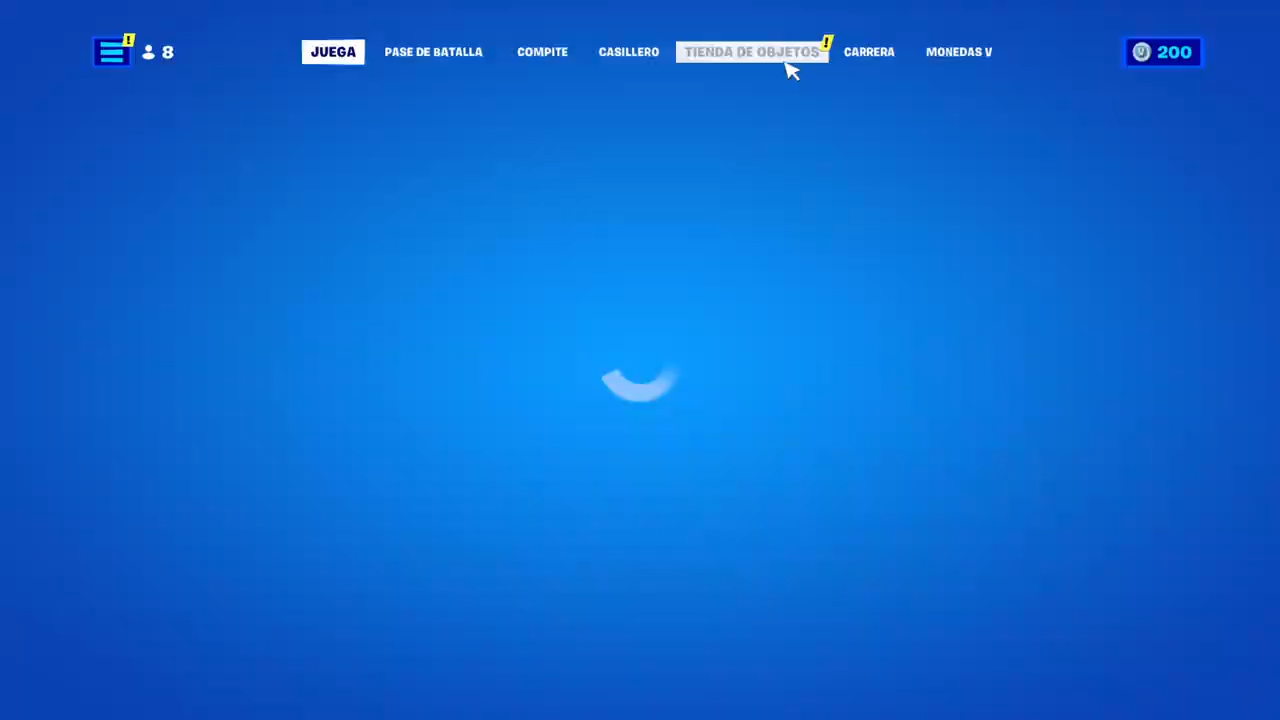 ! 8 JUEGA PASE DE BATALLA COMPITE CASILLERO TIENDA DE OBJETOS ! CARRERA MONEDAS V 200